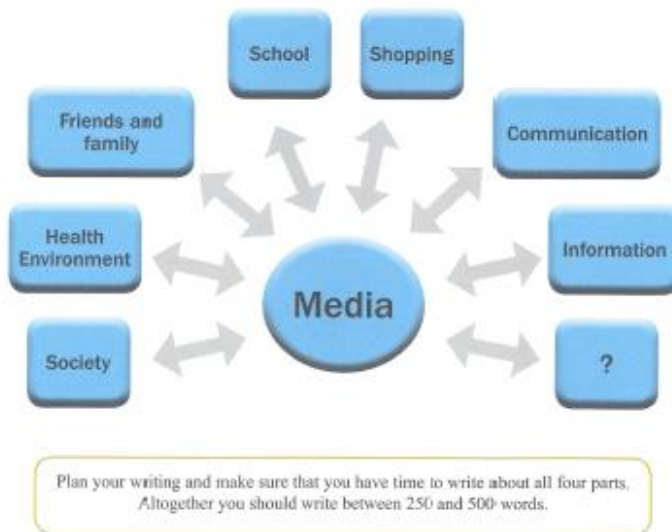 School
Shopping
Friends and
family
Communication
Health
Environment
Information
Media
Society
?
Plan your writing and make sure that you have time to write about all four parts.
Altogether you should write between 250 and 500 words.